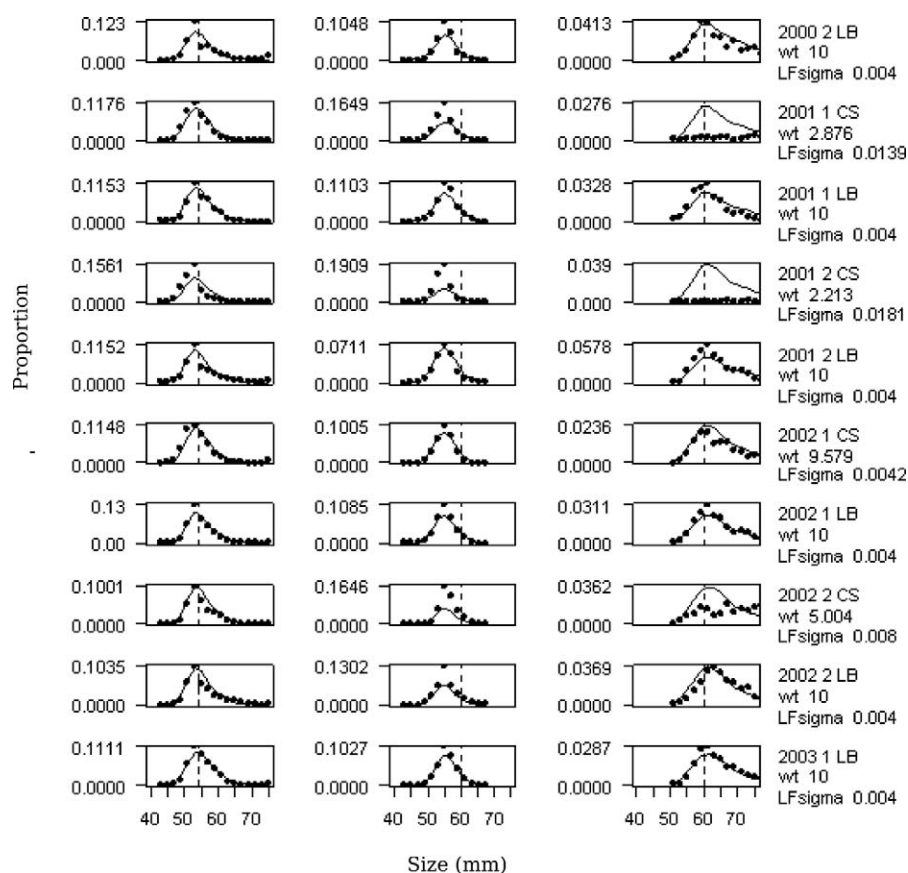 0.123 0.1048 0.0413 2000 2 LB
wt 10
0.000 0.0000 0.0000 LFsigma 0.004
0.1176 0.1649 0.0276 2001 1 CS
wt 2.876
0.0000 0.0000 0.0000 LFsigma 0.0139
0.1153 0.1103 0.0328 2001 1 LB
wt 10
0.0000 0.0000 0.0000 LFsigma 0.004
0.1561 0.1909 0.039 2001 2 CS
wt 2.213
0.0000 0.0000 0.000 LFsigma 0.0181
0.1152 0.0711 0.0578 2001 2 LB
wt 10
0.0000 0.0000 0.0000 LFsigma 0.004
0.1148 0.1005 0.0236 2002 1 CS
wt 9.579
0.0000 0.0000 0.0000 LFsigma 0.0042
0.13 0.1085 0.0311 2002 1 LB
wt 10
0.00 0.0000 0.0000 LFsigma 0.004
0.1001 0.1646 0.0362 2002 2 CS
wt 5.004
0.0000 0.0000 0.0000 LFsigma 0.008
0.1035 0.1302 0.0369 2002 2 LB
wt 10
0.0000 0.0000 0.0000 LFsigma 0.004
0.1111 0.1027 0.0287 2003 1 LB
wt 10
0.0000 0.0000 0.0000 LFsigma 0.004
40 50 60 70 40 50 60 70 40 50 60 70
Size (mm)
Proportion
-